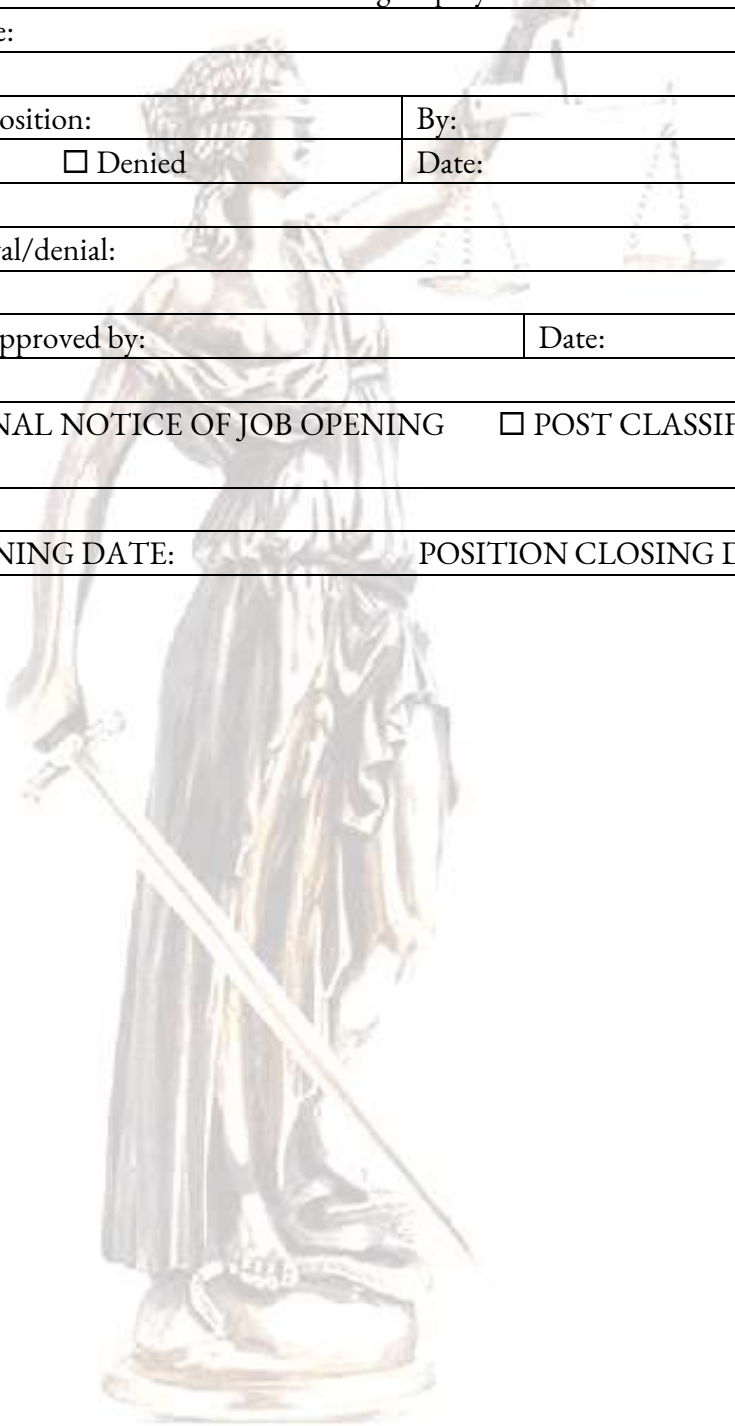 e:
osition: By:
☐ Denied Date:
al/denial:
pproved by: Date:
NAL NOTICE OF JOB OPENING ☐ POST CLASSIF
NING DATE: POSITION CLOSING D